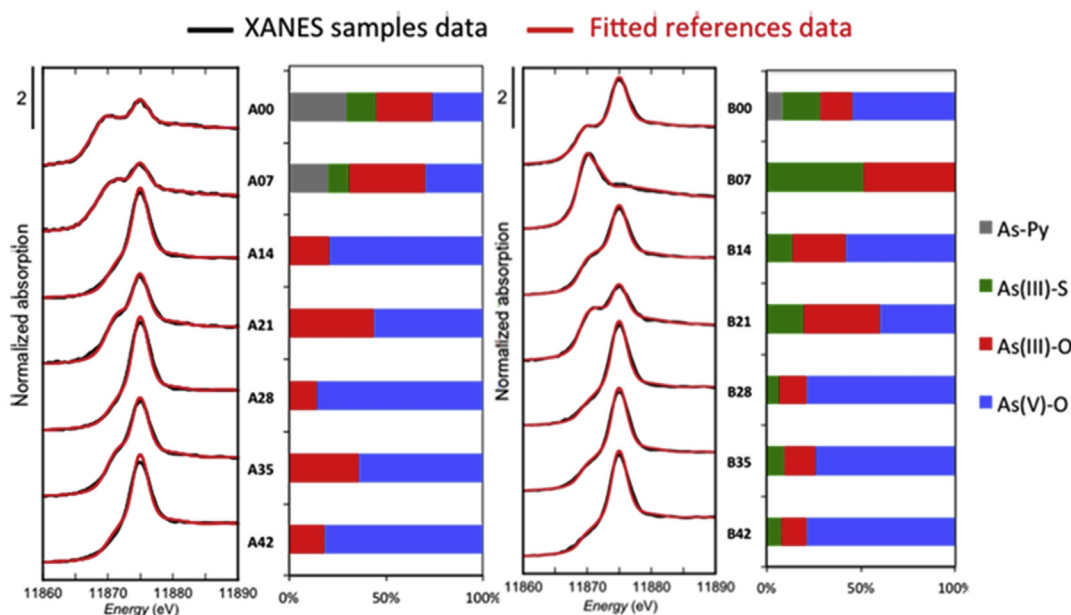 XANES samples data
Fitted references data
2
Normalized absorption
A00
A07
A14
A21
A28
A35
A42
11860 11870 11880 11890
Energy (eV)
0% 50% 100%
2
Normalized absorption
B00
B07
B14
B21
B28
B35
B42
11860 11870 11880 11890
Energy (eV)
0% 50% 100%
As-Py
As(III)-S
As(III)-O
As(V)-O